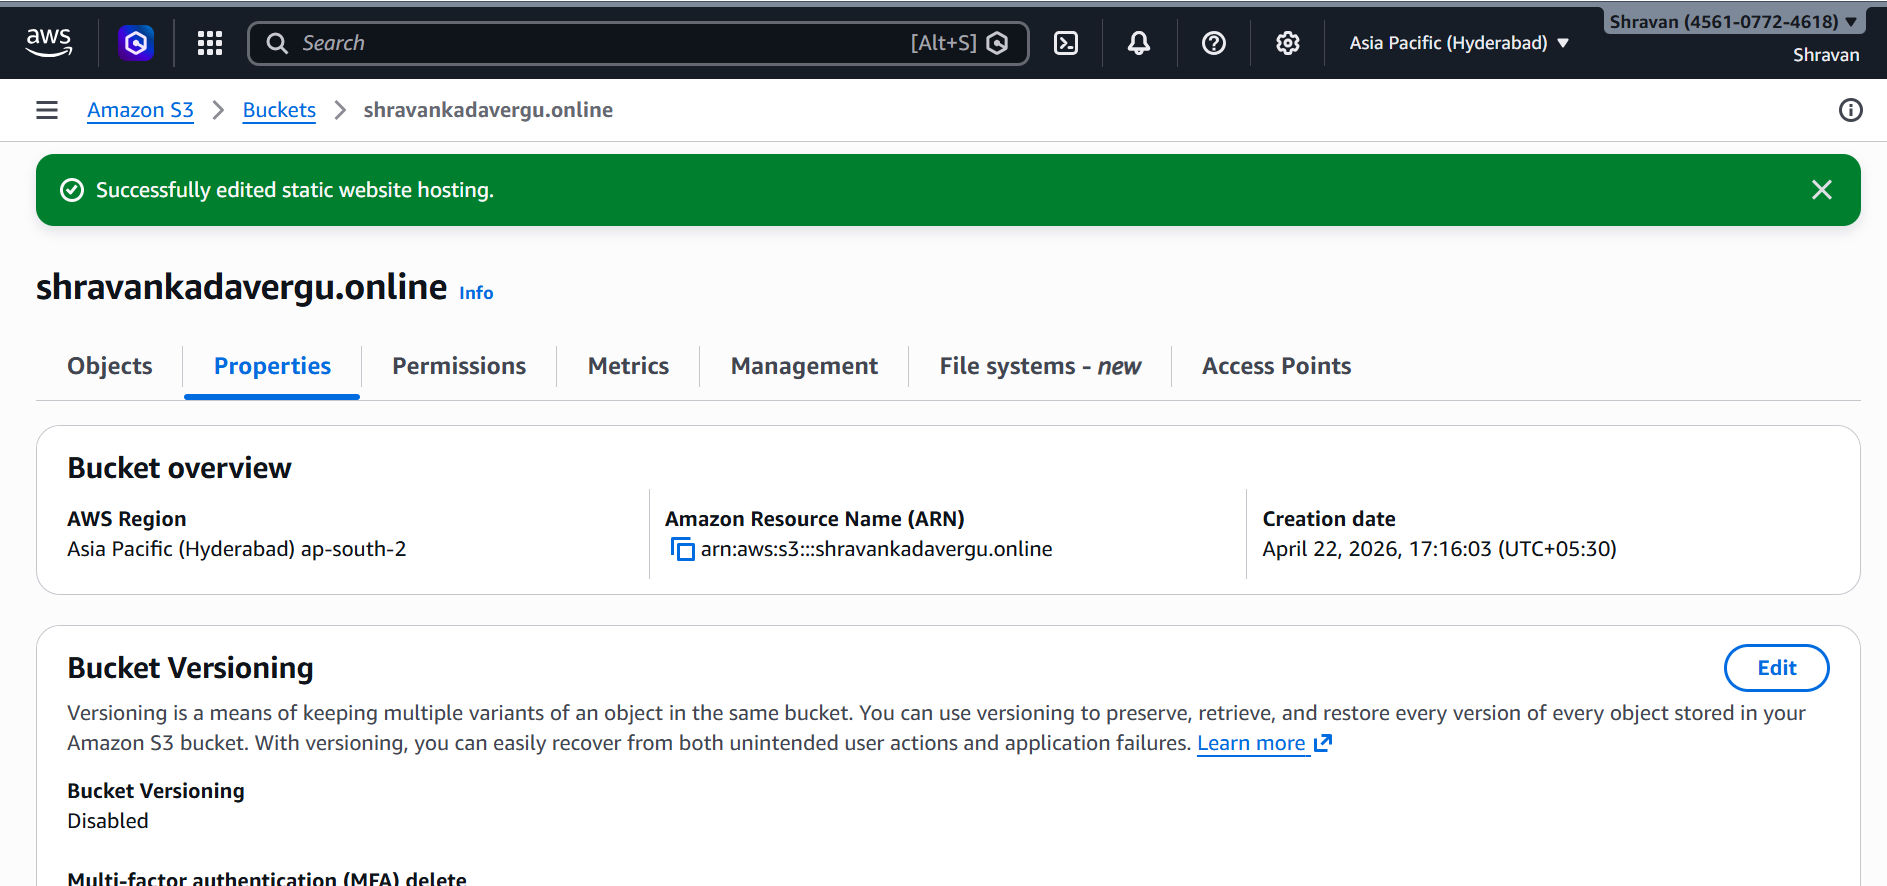 aws
Search [Alt+S]
Asia Pacific (Hyderabad)
Shravan (4561-0772-4618)
Shravan
Amazon S3 > Buckets > shravankadavergu.online
Successfully edited static website hosting.
shravankadavergu.online Info
Objects Properties Permissions Metrics Management File systems - new Access Points
Bucket overview
AWS Region Amazon Resource Name (ARN) Creation date
Asia Pacific (Hyderabad) ap-south-2 arn:aws:s3:::shravankadavergu.online April 22, 2026, 17:16:03 (UTC+05:30)
Bucket Versioning Edit
Versioning is a means of keeping multiple variants of an object in the same bucket. You can use versioning to preserve, retrieve, and restore every version of every object stored in your
Amazon S3 bucket. With versioning, you can easily recover from both unintended user actions and application failures. Learn more
Bucket Versioning
Disabled
Multi-factor authentication (MFA) delete